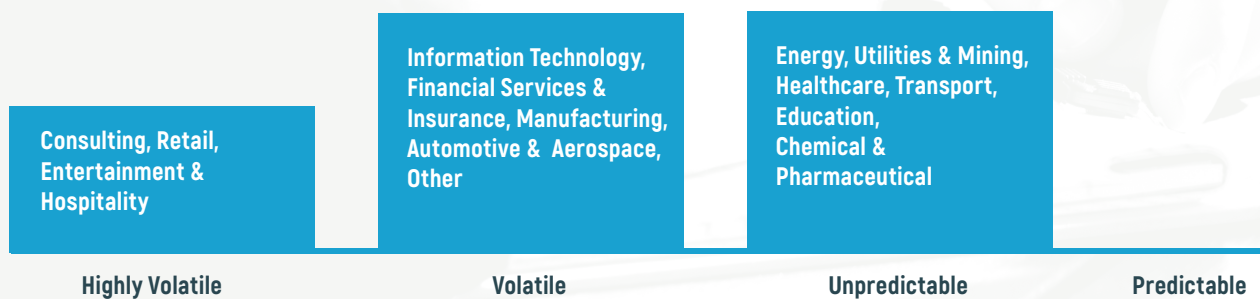 Consulting, Retail,
Entertainment &
Hospitality
Information Technology,
Financial Services &
Insurance, Manufacturing,
Automotive & Aerospace,
Other
Energy, Utilities & Mining,
Healthcare, Transport,
Education,
Chemical &
Pharmaceutical
Highly Volatile
Volatile
Unpredictable
Predictable